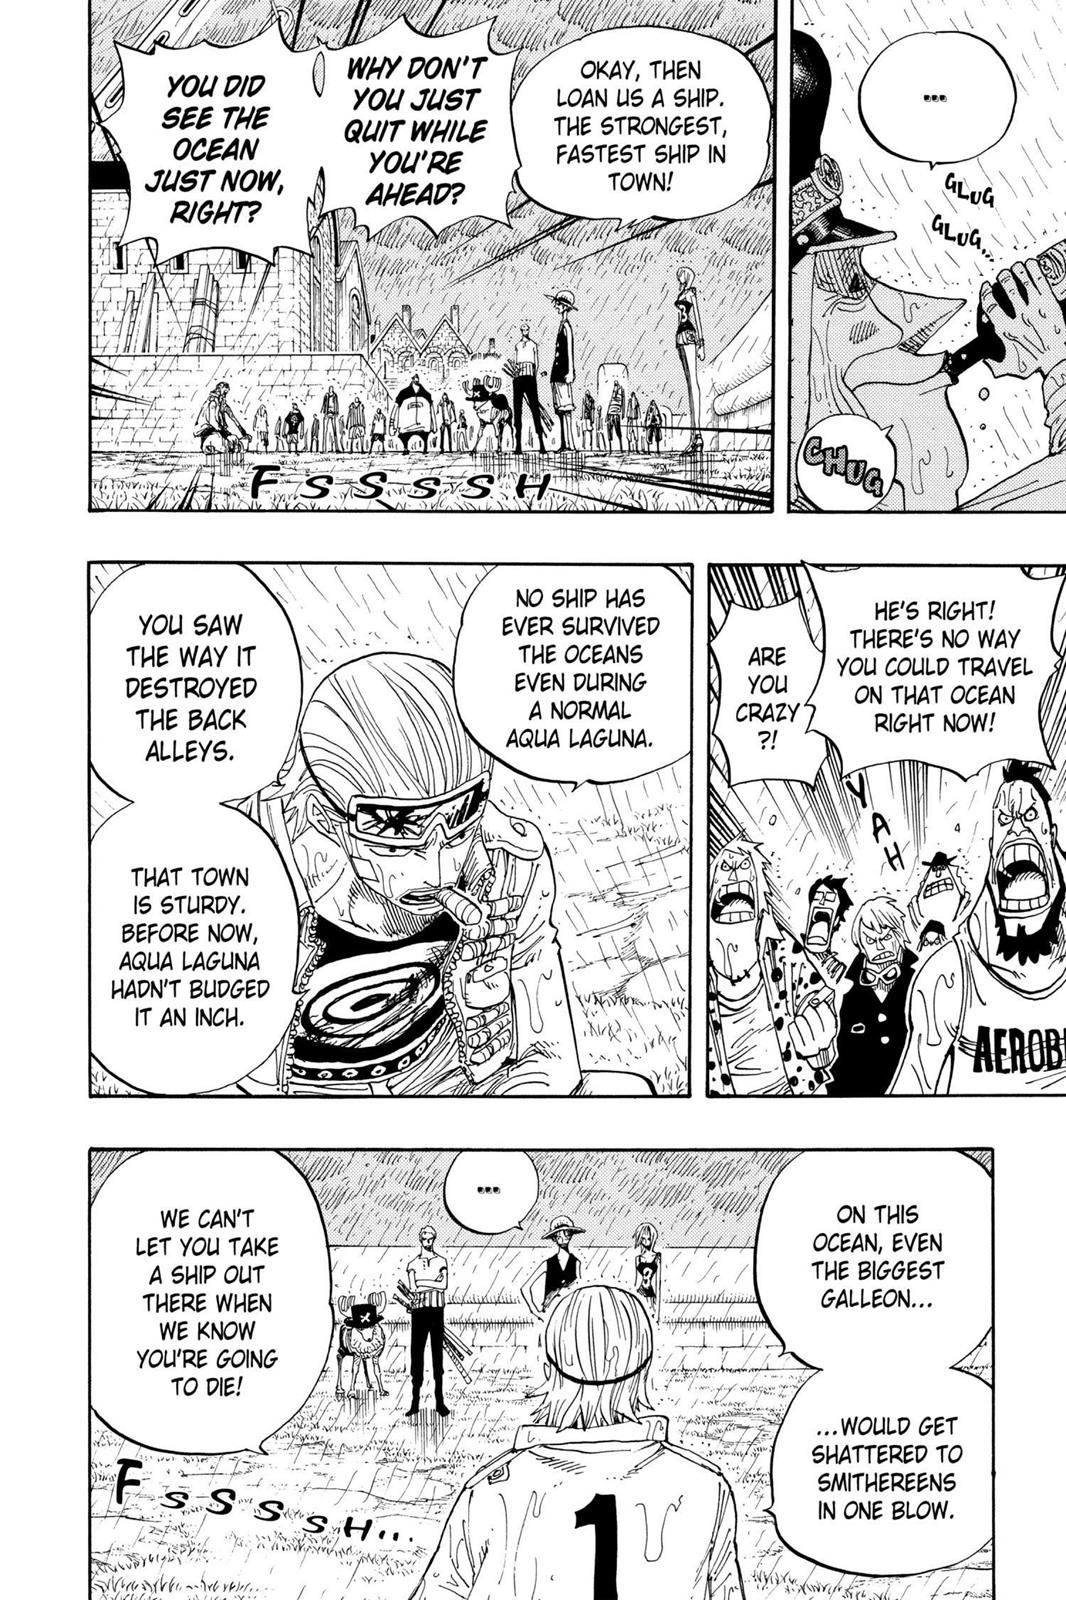 ...
GLUG
GLUG...
CHUG
OKAY, THEN
LOAN US A SHIP.
THE STRONGEST,
FASTEST SHIP IN
TOWN!
WHY DON'T
YOU JUST
QUIT WHILE
YOU'RE
AHEAD?
YOU DID
SEE THE
OCEAN
JUST NOW,
RIGHT?
FSSSSSH
HE'S RIGHT!
THERE'S NO WAY
YOU COULD TRAVEL
ON THAT OCEAN
RIGHT NOW!
ARE
YOU
CRAZY
?!
YAH
AEROB
NO SHIP HAS
EVER SURVIVED
THE OCEANS
EVEN DURING
A NORMAL
AQUA LAGUNA.
YOU SAW
THE WAY IT
DESTROYED
THE BACK
ALLEYS.
THAT TOWN
IS STURDY.
BEFORE NOW,
AQUA LAGUNA
HADN'T BUDGED
IT AN INCH.
ON THIS
OCEAN, EVEN
THE BIGGEST
GALLEON...
...WOULD GET
SHATTERED TO
SMITHEREENS
IN ONE BLOW.
...
WE CAN'T
LET YOU TAKE
A SHIP OUT
THERE WHEN
WE KNOW
YOU'RE GOING
TO DIE!
FSSSSSH...
1